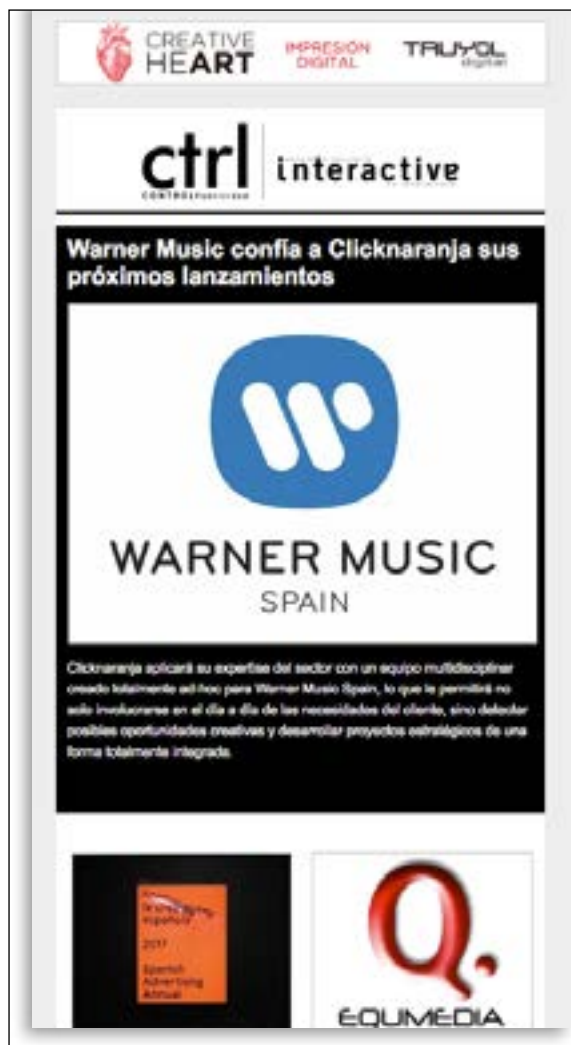 CREATIVE
HEART
IMPRESIÓN
DIGITAL
TRUYOL
digital
ctrl
CONTROLPUBLICIDAD
interactive
Warner Music confía a Clicknaranja sus
próximos lanzamientos
WARNER MUSIC
SPAIN
Clicknaranja aplicará su expertise del sector con un equipo multidisciplinar
creado totalmente ad-hoc para Warner Music Spain, lo que le permitirá no
solo involucrarse en el día a día de las necesidades del cliente, sino detectar
posibles oportunidades creativas y desarrollar proyectos estratégicos de una
forma totalmente integrada.
español
2017
Spanish
Advertising
Annual
Q.
EQUMEDIA